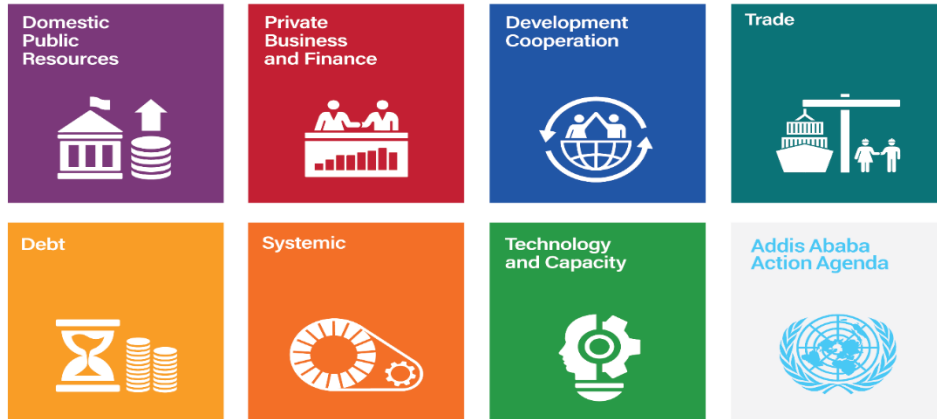 Domestic
Public
Resources
Private
Business
and Finance
Development
Cooperation
Trade
Debt
Systemic
Technology
and Capacity
Addis Ababa
Action Agenda